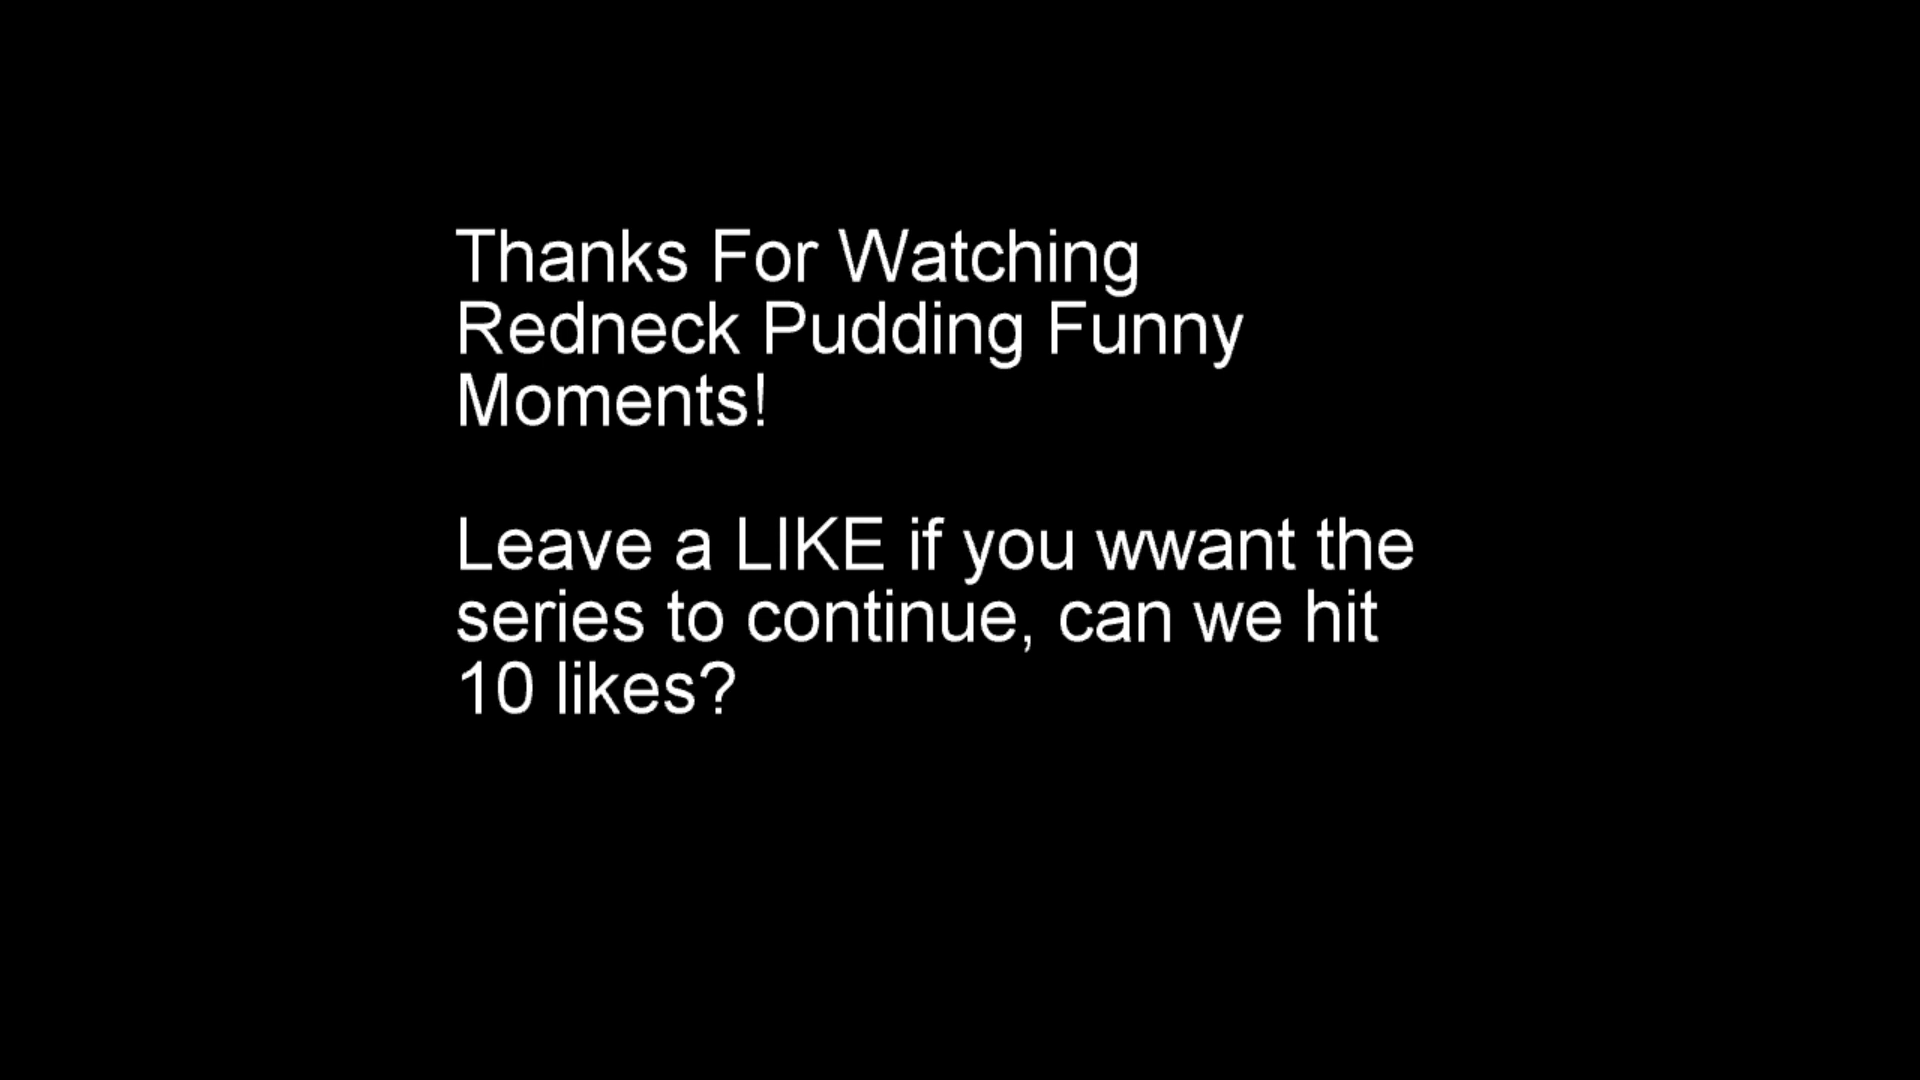 Thanks For Watching
Redneck Pudding Funny
Moments!
Leave a LIKE if you wwant the
series to continue, can we hit
10 likes?